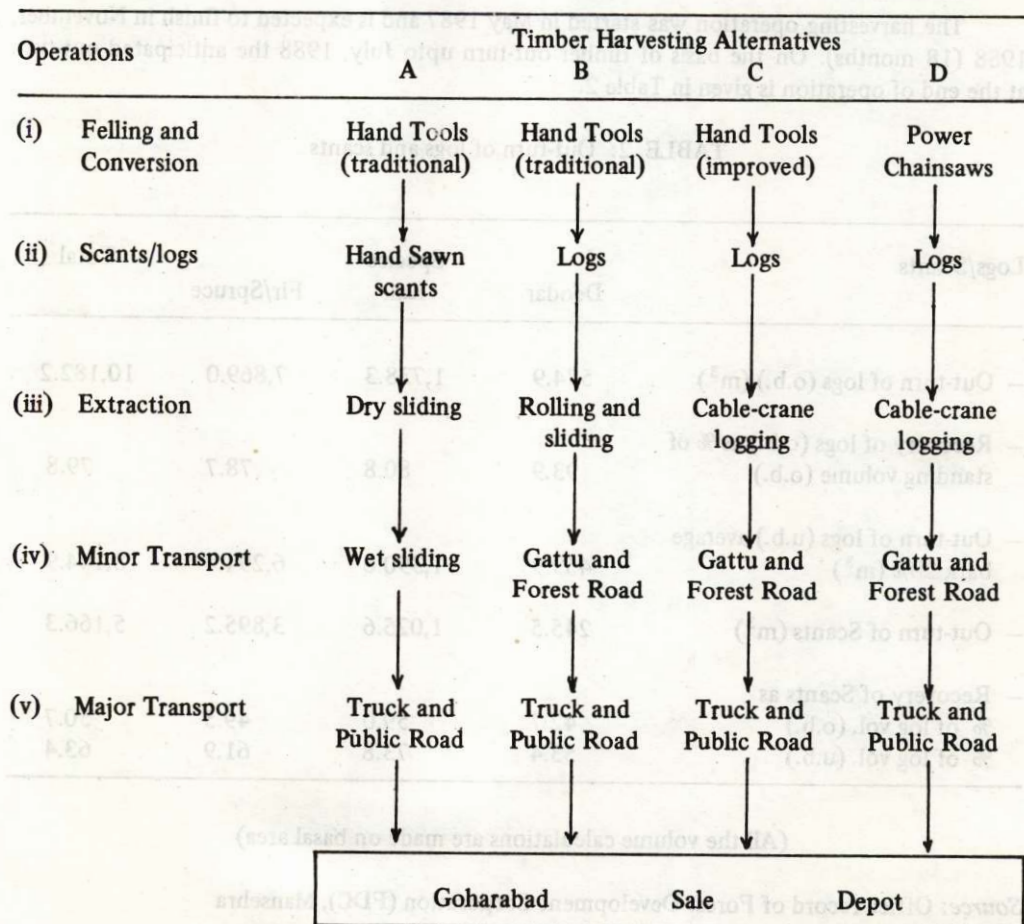 Timber Harvesting Alternatives
Operations
A B C D
(i) Felling and Hand Tools Hand Tools Hand Tools Power
Conversion (traditional) (traditional) (improved) Chainsaws
(ii) Scants/logs Hand Sawn Logs Logs Logs
scants
(iii) Extraction Dry sliding Rolling and Cable-crane Cable-crane
sliding logging logging
(iv) Minor Transport Wet sliding Gattu and Gattu and Gattu and
Forest Road Forest Road Forest Road
(v) Major Transport Truck and Truck and Truck and Truck and
Public Road Public Road Public Road Public Road
Goharabad Sale Depot